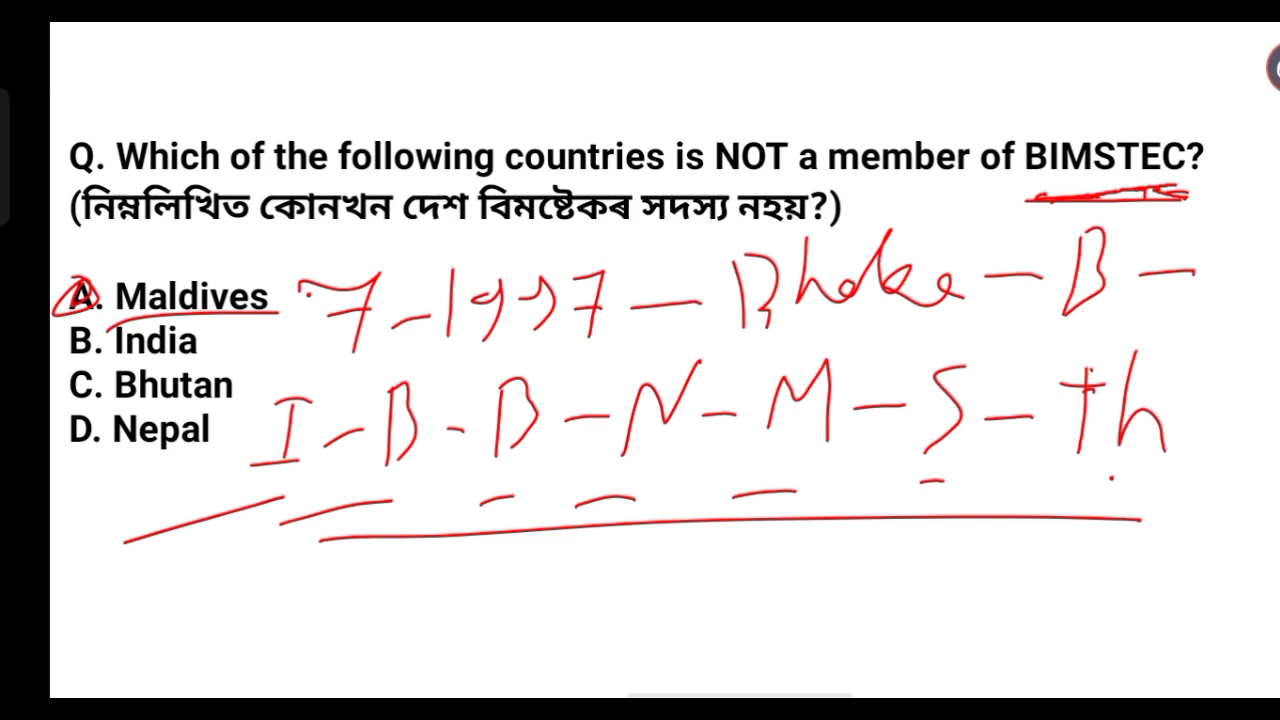 Q. Which of the following countries is NOT a member of BIMSTEC?
(নিম্নলিখিত কোনখন দেশ বিমষ্টেকৰ সদস্য নহয়?)
A. Maldives 7 - 1997 - Dhaka - B -
B. India
C. Bhutan
D. Nepal I - B - B - N - M - S - Th